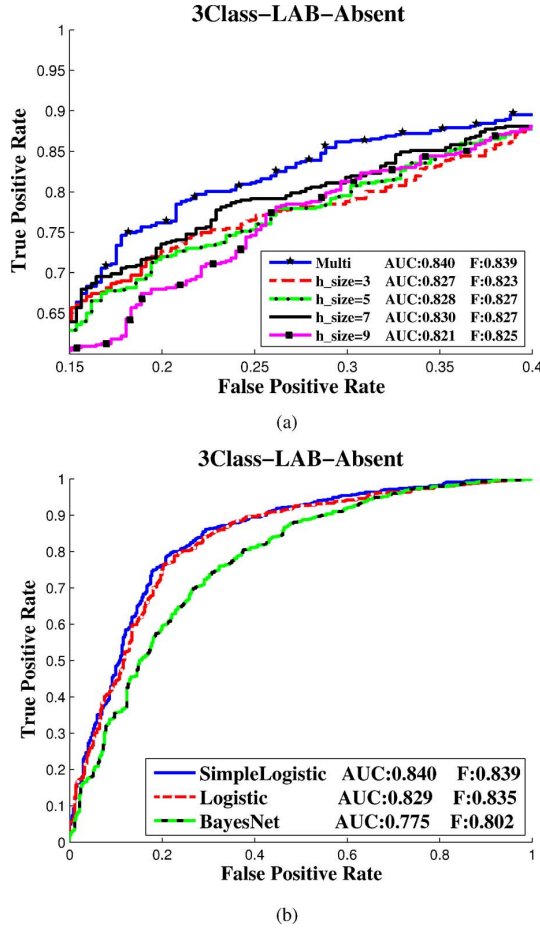 3Class-LAB-Absent
True Positive Rate
1
0.95
0.9
0.85
0.8
0.75
0.7
0.65
Multi AUC:0.840 F:0.839
h_size=3 AUC:0.827 F:0.823
h_size=5 AUC:0.828 F:0.827
h_size=7 AUC:0.830 F:0.827
h_size=9 AUC:0.821 F:0.825
0.15 0.2 0.25 0.3 0.35 0.4
False Positive Rate
(a)
3Class-LAB-Absent
True Positive Rate
1
0.9
0.8
0.7
0.6
0.5
0.4
0.3
0.2
0.1
0
SimpleLogistic AUC:0.840 F:0.839
Logistic AUC:0.829 F:0.835
BayesNet AUC:0.775 F:0.802
0 0.2 0.4 0.6 0.8 1
False Positive Rate
(b)